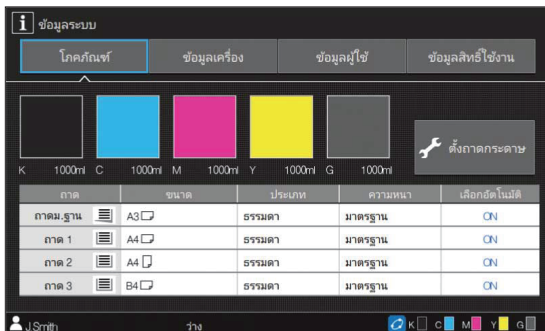 i ข้อมูลระบบ
โภคภัณฑ์ ข้อมูลเครื่อง ข้อมูลผู้ใช้ ข้อมูลสิทธิ์ใช้งาน
ตั้งถาดกระดาษ
K 1000ml C 1000ml M 1000ml Y 1000ml G 1000ml
ถาด ขนาด ประเภท ความหนา เลือกอัตโนมัติ
ถาดม.ฐาน A3 ธรรมดา มาตรฐาน ON
ถาด 1 A4 ธรรมดา มาตรฐาน ON
ถาด 2 A4 ธรรมดา มาตรฐาน ON
ถาด 3 B4 ธรรมดา มาตรฐาน ON
J.Smith ว่าง K C M Y G